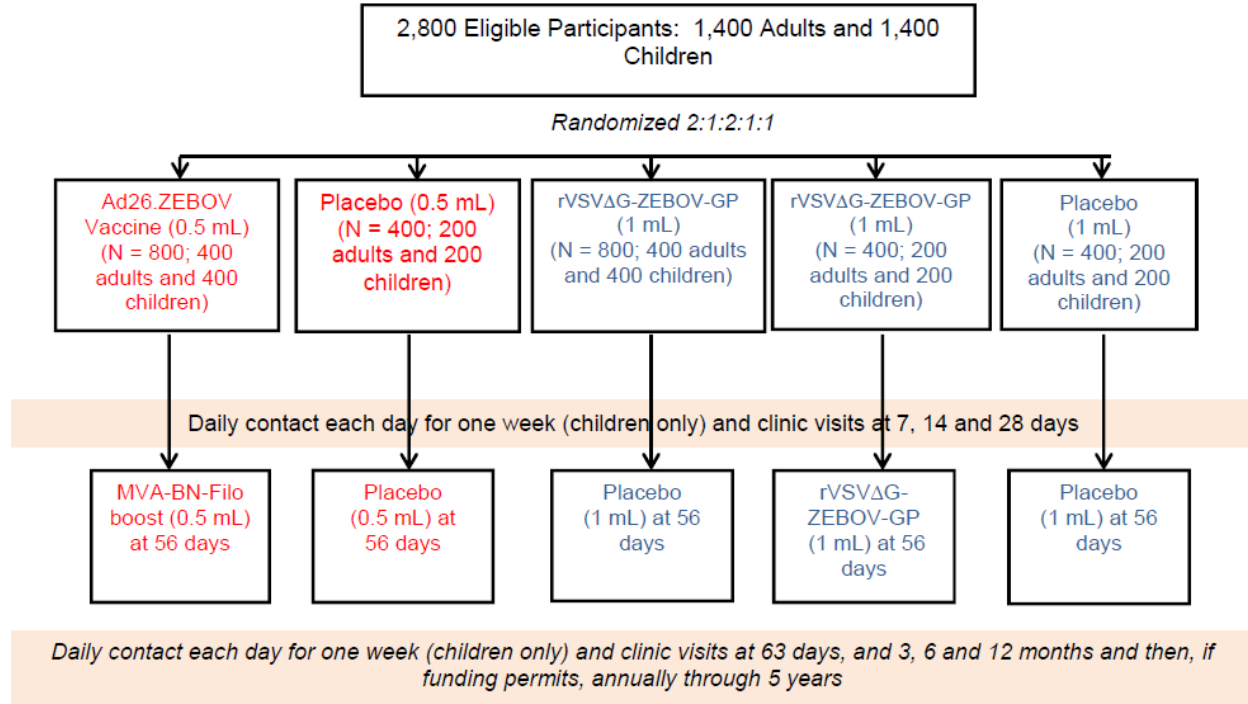 2,800 Eligible Participants: 1,400 Adults and 1,400
Children
Randomized 2:1:2:1:1
Ad26.ZEBOV
Vaccine (0.5 mL)
(N = 800; 400
adults and 400
children)
Placebo (0.5 mL)
(N = 400; 200
adults and 200
children)
rVSVΔG-ZEBOV-GP
(1 mL)
(N = 800; 400 adults
and 400 children)
rVSVΔG-ZEBOV-GP
(1 mL)
(N = 400; 200
adults and 200
children)
Placebo
(1 mL)
(N = 400; 200
adults and 200
children)
Daily contact each day for one week (children only) and clinic visits at 7, 14 and 28 days
MVA-BN-Filo
boost (0.5 mL)
at 56 days
Placebo
(0.5 mL) at
56 days
Placebo
(1 mL) at 56
days
rVSVΔG-
ZEBOV-GP
(1 mL) at 56
days
Placebo
(1 mL) at 56
days
Daily contact each day for one week (children only) and clinic visits at 63 days, and 3, 6 and 12 months and then, if
funding permits, annually through 5 years